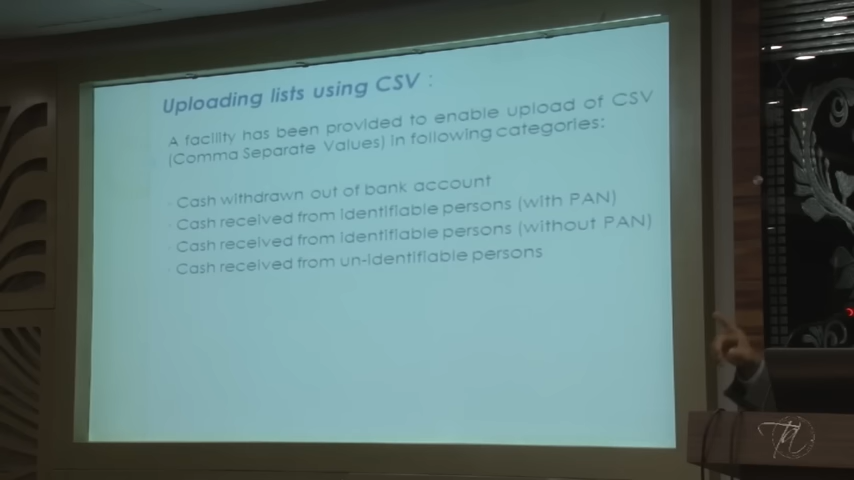 Uploading lists using CSV :
A facility has been provided to enable upload of CSV
(Comma Separate Values) in following categories:
Cash withdrawn out of bank account
Cash received from identifiable persons (with PAN)
Cash received from identifiable persons (without PAN)
Cash received from un-identifiable persons